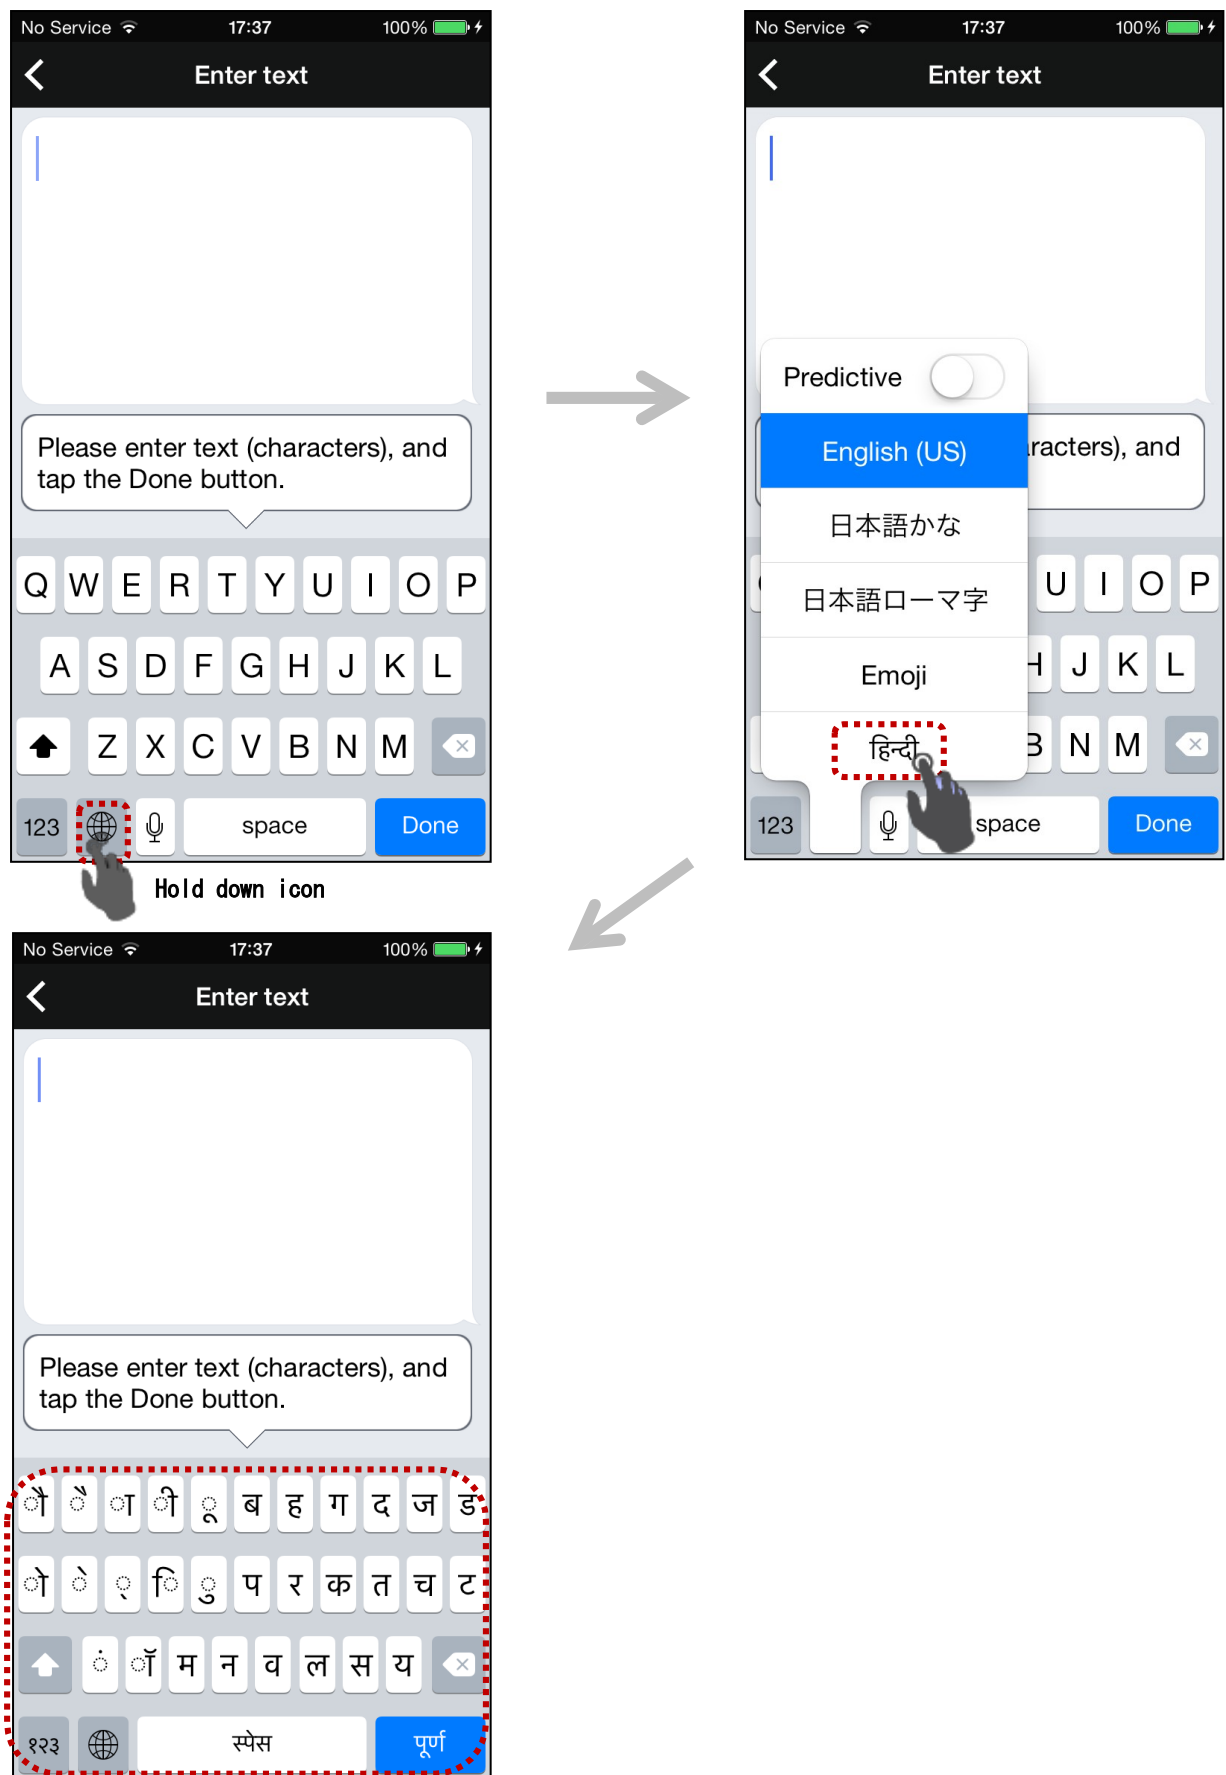 No Service 17:37 100%
Enter text
Please enter text (characters), and
tap the Done button.
Q W E R T Y U I O P
A S D F G H J K L
Z X C V B N M
123 space Done
Hold down icon
No Service 17:37 100%
Enter text
Predictive
English (US)
racters), and
日本語かな
日本語ローマ字
U I O P
Emoji
H J K L
हिन्दी
B N M
123 space Done
No Service 17:37 100%
Enter text
Please enter text (characters), and
tap the Done button.
ौ ै ा ी ू ब ह ग द ज ड
ो े ् ि ु प र क त च ट
ं ॉ म न व ल स य
१२३ स्पेस पूर्ण